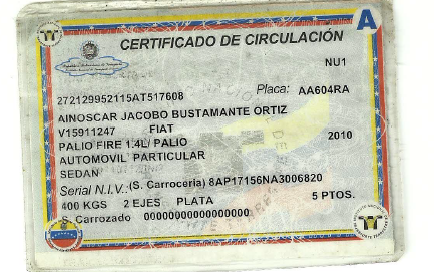 A
CERTIFICADO DE CIRCULACIÓN
NU1
272129952115AT517608 Placa: AA604RA
AINOSCAR JACOBO BUSTAMANTE ORTIZ
V15911247 FIAT
PALIO FIRE 1.4L/ PALIO 2010
AUTOMOVIL PARTICULAR
SEDAN
Serial N.I.V. (S. Carrocería) 8AP17156NA3006820
400 KGS 2 EJES PLATA 5 PTOS.
S. Carrozado 00000000000000000